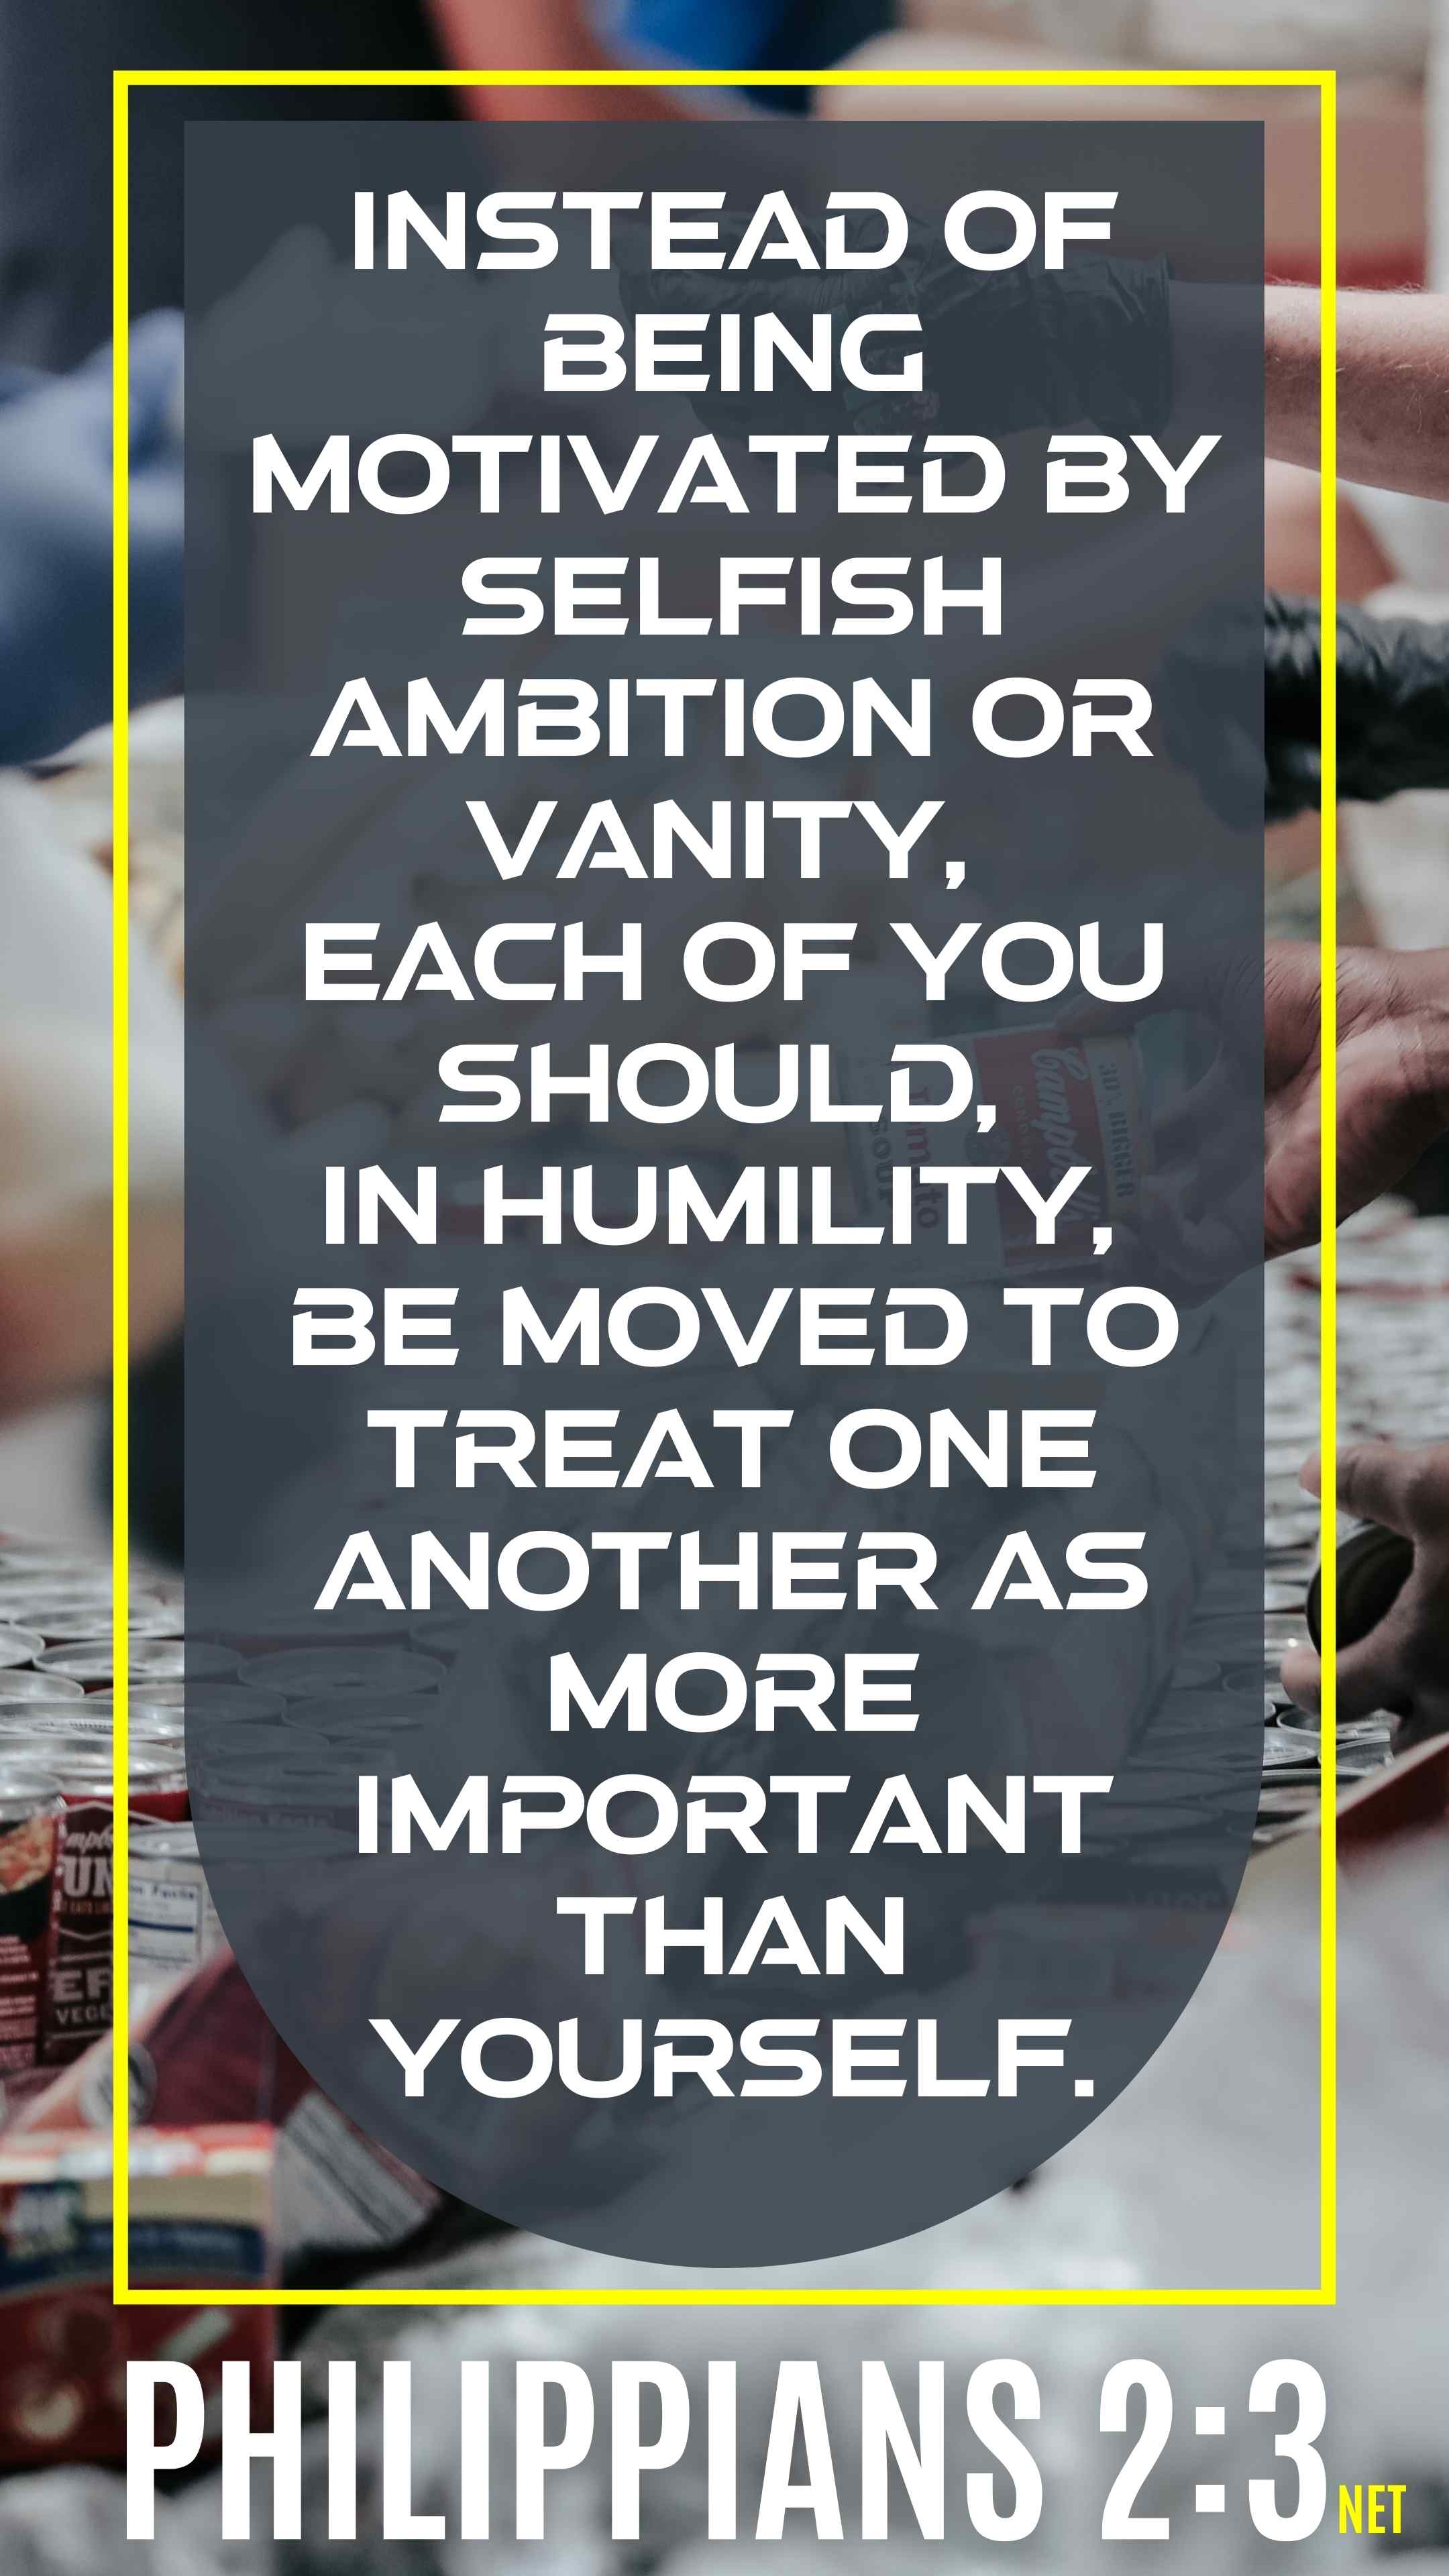 INSTEAD OF
BEING
MOTIVATED BY
SELFISH
AMBITION OR
VANITY,
EACH OF YOU
SHOULD,
IN HUMILITY,
BE MOVED TO
TREAT ONE
ANOTHER AS
MORE
IMPORTANT
THAN
YOURSELF.
PHILIPPIANS 2:3
NET